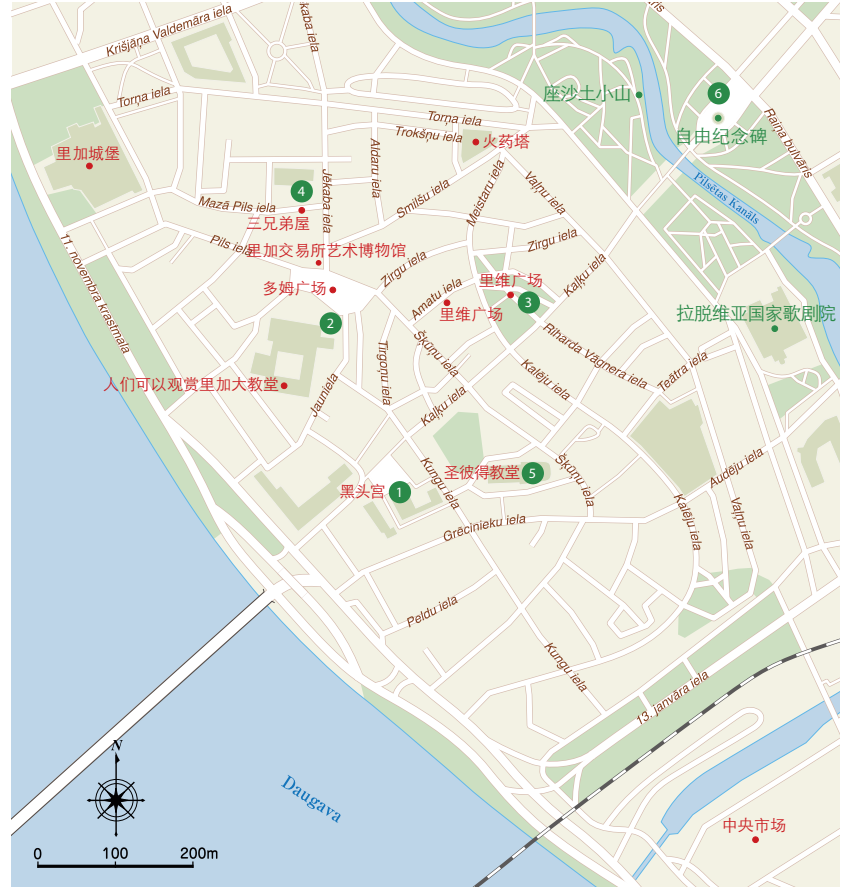 Krišjāņa Valdemāra iela
Jēkaba iela
座沙土小山
6
自由纪念碑
Raiņa bulvāris
Torņa iela
Torņa iela
Trokšņu iela
火药塔
里加城堡
Aldaru iela
Jēkaba iela
4
三兄弟屋
Mazā Pils iela
Smilšu iela
Meistaru iela
Vaļņu iela
Pilsētas Kanāls
11. novembra krastmala
Pils iela
里加交易所艺术博物馆
Zirgu iela
Zirgu iela
Kaļķu iela
多姆广场
里维广场
3
Amatu iela
里维广场
拉脱维亚国家歌剧院
2
Tirgoņu iela
Šķūņu iela
Riharda Vāgnera iela
Teātra iela
人们可以观赏里加大教堂
Jauniela
Kaļķu iela
Kalēju iela
圣彼得教堂
5
Šķūņu iela
Audēju iela
黑头宫
1
Kungu iela
Grēcinieku iela
Kalēju iela
Vaļņu iela
Peldu iela
Kungu iela
13. janvāra iela
N
Daugava
中央市场
0 100 200m